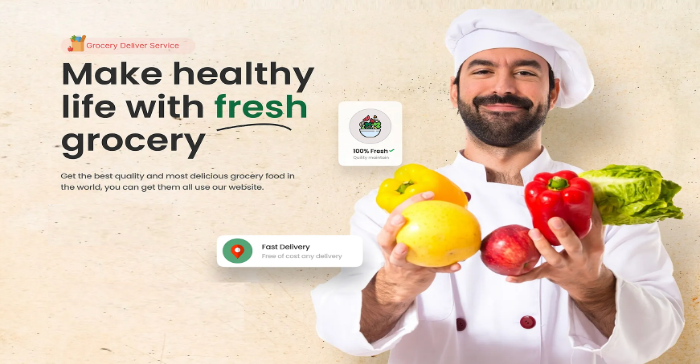 Grocery Deliver Service
Make healthy
life with fresh
grocery
Get the best quality and most delicious grocery food in
the world, you can get them all use our website.
100% Fresh
Quality maintain
Fast Delivery
Free of cost any delivery